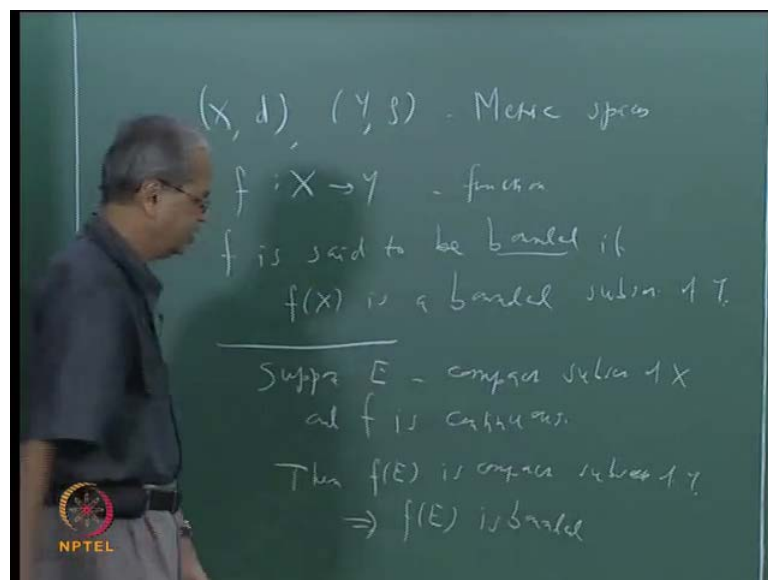 (X, d), (Y, ρ) - Metric spaces
f : X → Y - function
f is said to be bounded if
f(X) is a bounded subset of Y.
Suppose E - compact subset of X
and f is continuous.
Then f(E) is compact subset of Y
⇒ f(E) is bounded
NPTEL